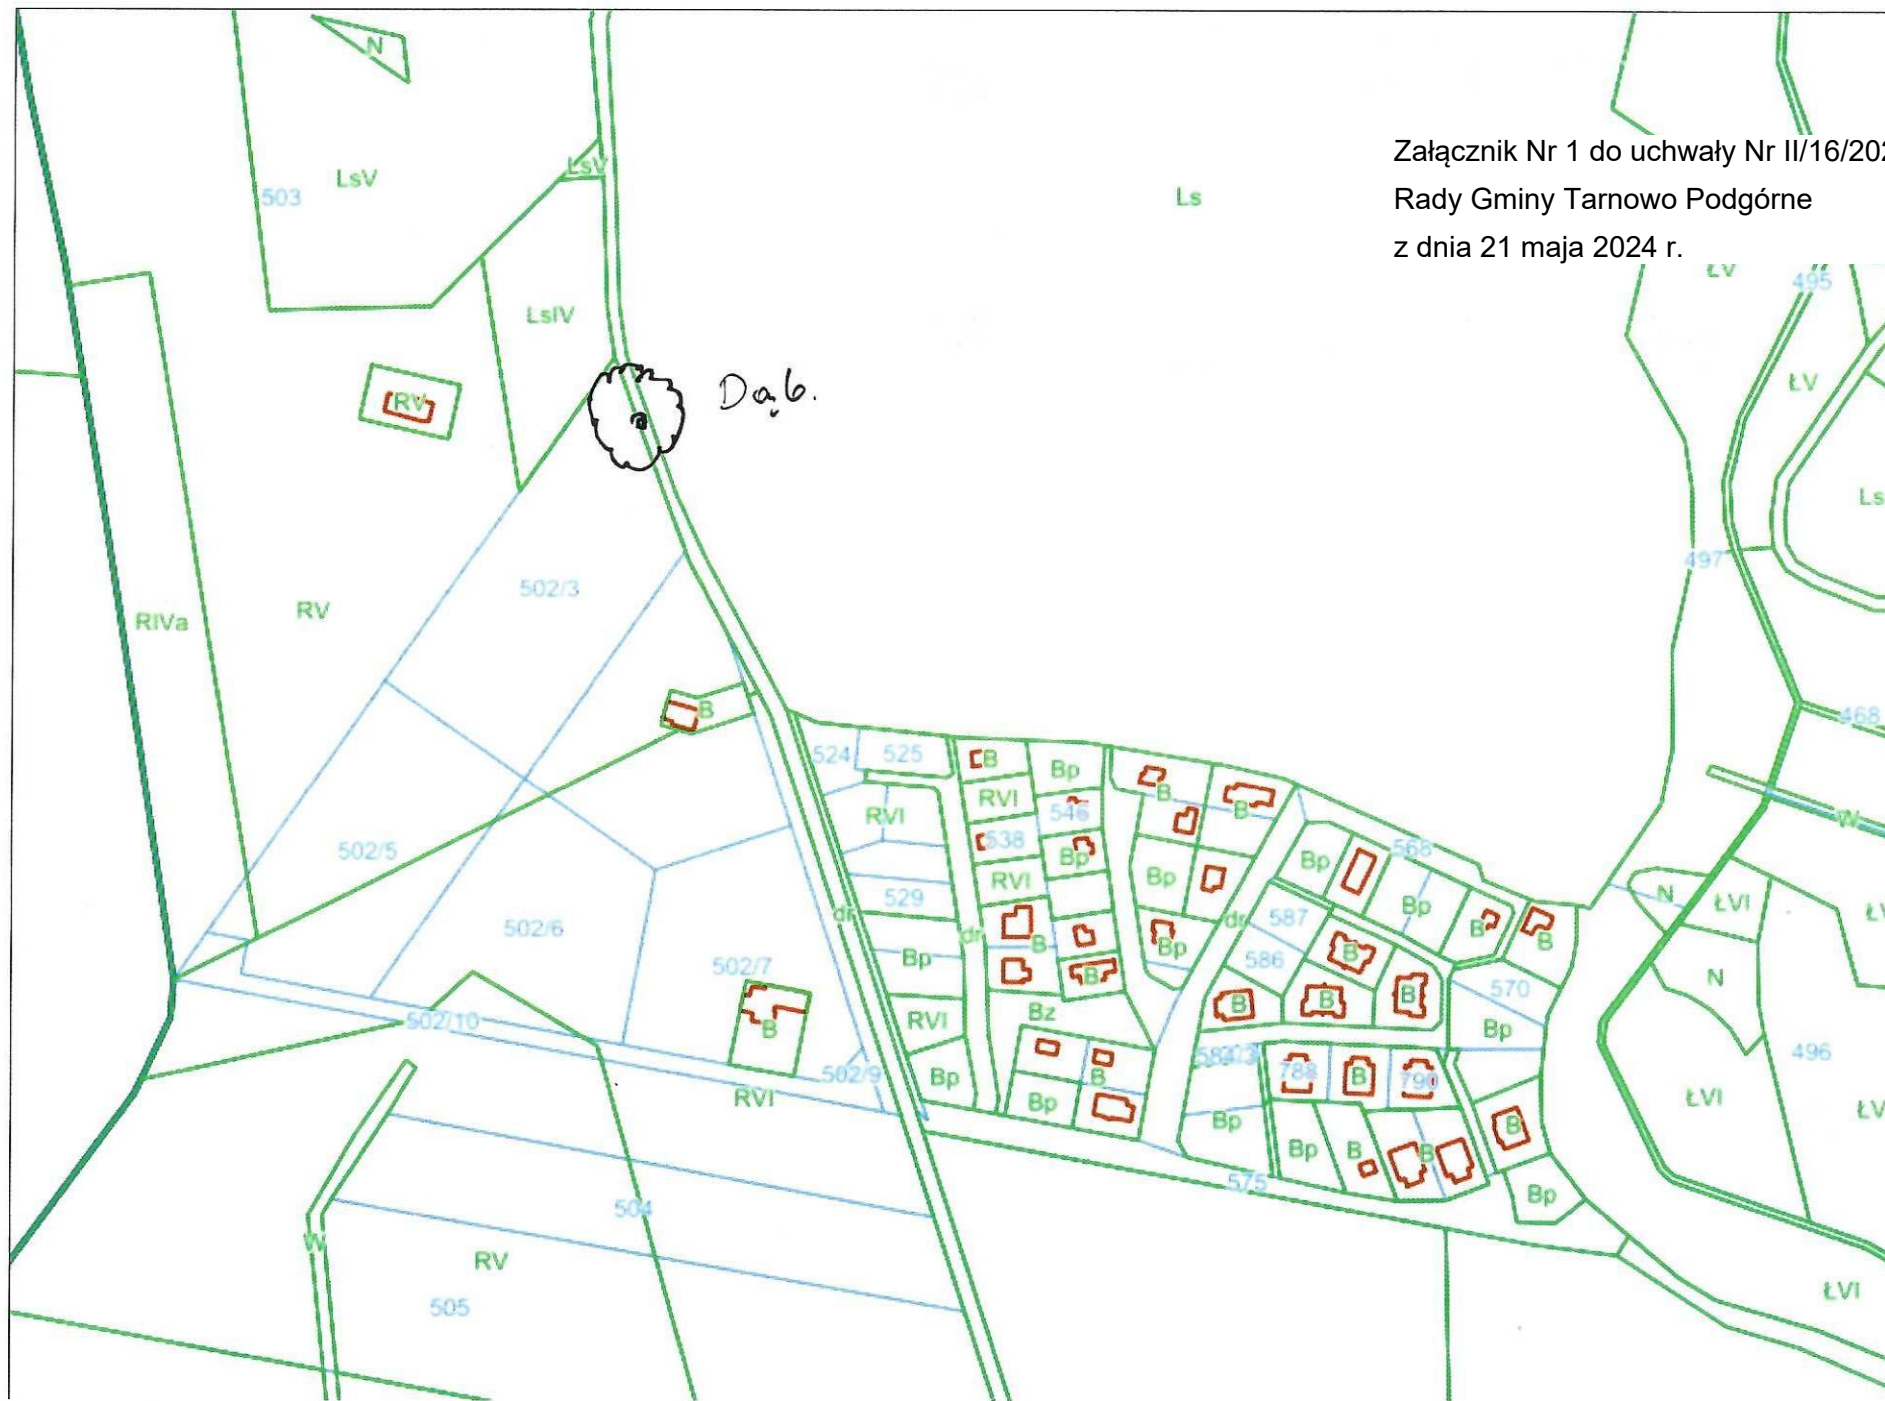 N
LsV
LsV
503
Ls
Załącznik Nr 1 do uchwały Nr II/16/202
Rady Gminy Tarnowo Podgórne
z dnia 21 maja 2024 r.
ŁV
495
LsIV
ŁV
RV
Dąb.
Ls
497
502/3
RV
RIVa
B
468
524
525
B
Bp
B
B
RVI
546
RVI
W
538
Bp
568
502/5
Bp
Bp
RVI
Bp
N
ŁVI
529
dr
dr
587
B
502/6
dr
B
B
Bp
B
Bp
502/7
586
B
N
B
570
B
B
B
Bz
502/10
RVI
Bp
B
496
584/3
788
B
790
502/9
Bp
B
RVI
Bp
ŁVI
Bp
B
Bp
B
B
575
Bp
504
W
RV
ŁVI
505